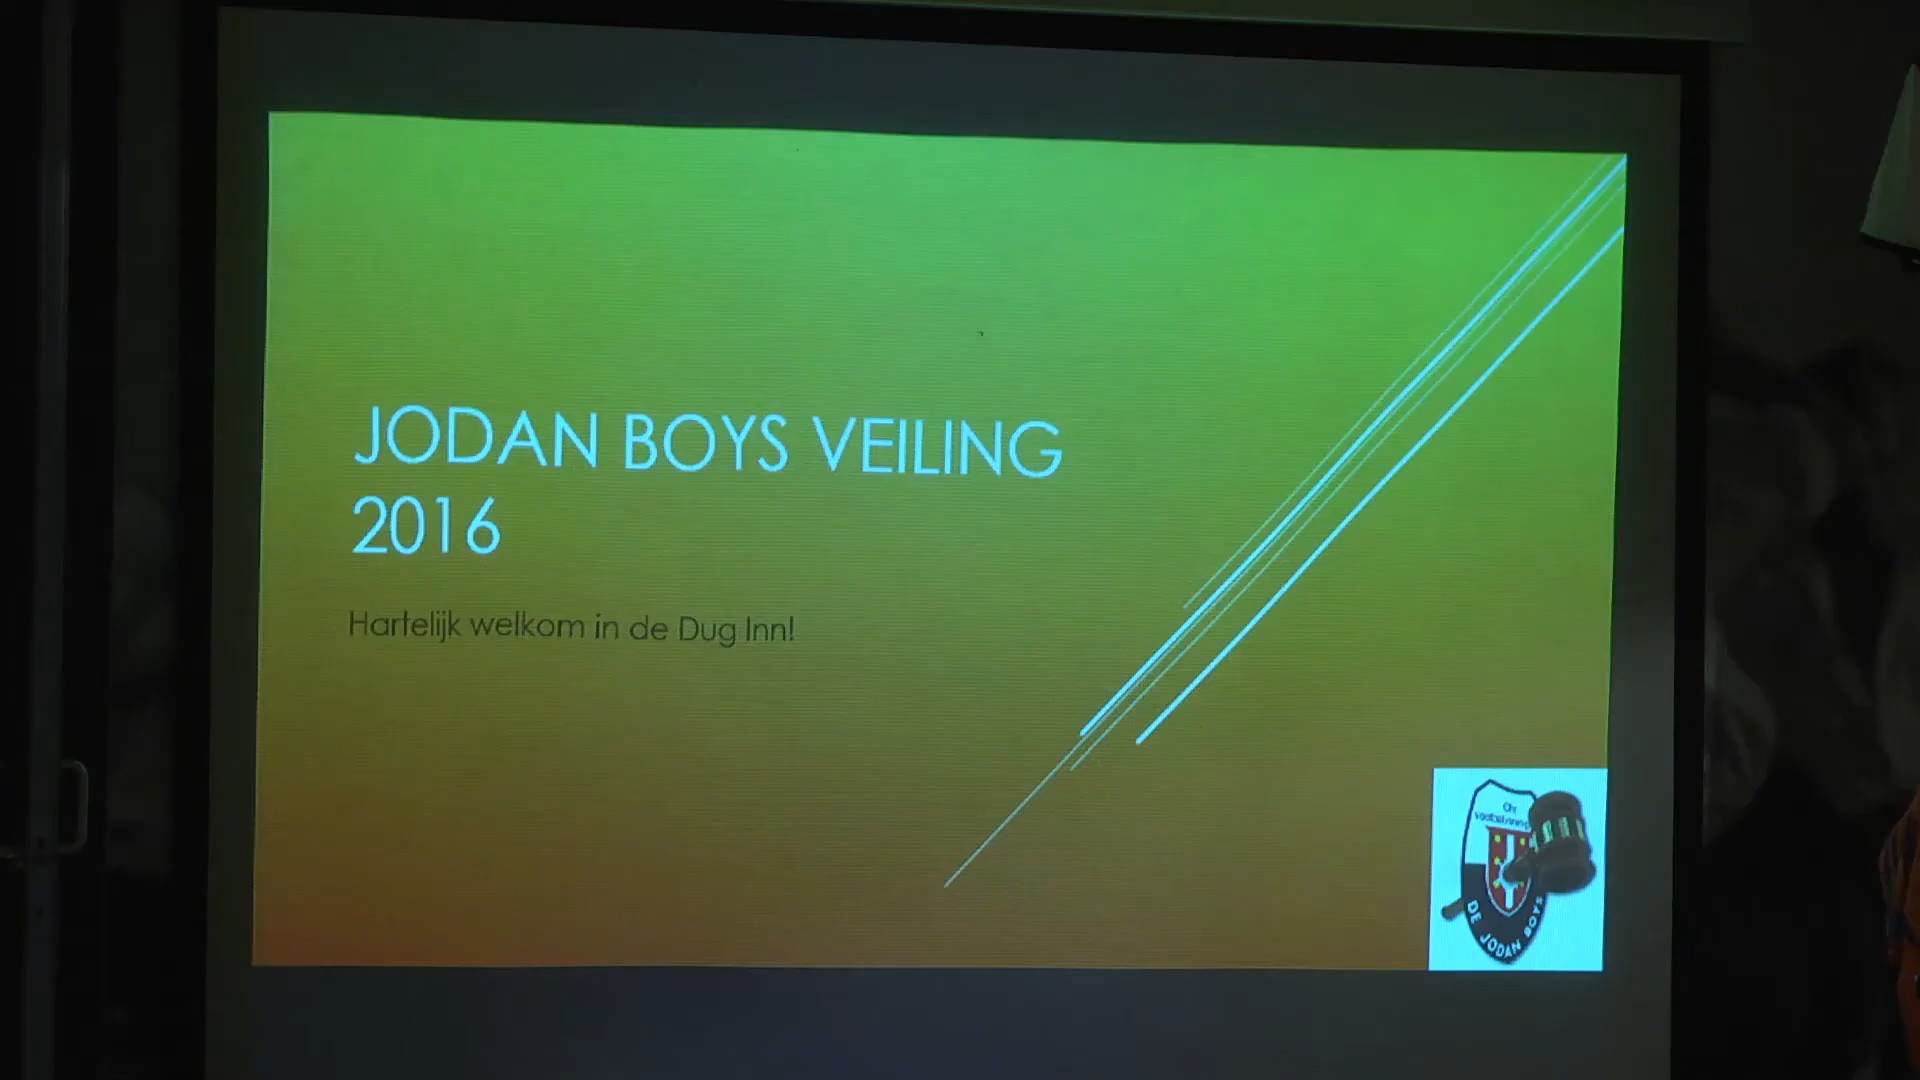 JODAN BOYS VEILING
2016
Hartelijk welkom in de Dug Inn!
DE JODAN BOYS